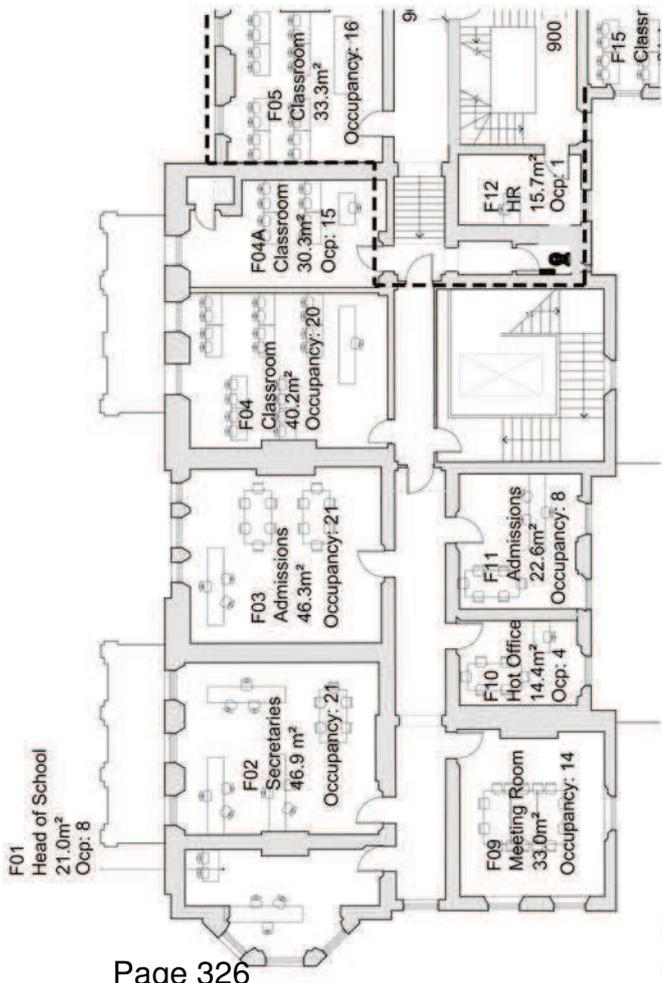 F01
Head of School
21.0m²
Ocp: 8
F02
Secretaries
46.9 m²
Occupancy: 21
F03
Admissions
46.3m²
Occupancy: 21
F04
Classroom
40.2m²
Occupancy: 20
F04A
Classroom
30.3m²
Ocp: 15
F05
Classroom
33.3m²
Occupancy: 16
F09
Meeting Room
33.0m²
Occupancy: 14
F10
Hot Office
14.4m²
Ocp: 4
F11
Admissions
22.6m²
Occupancy: 8
F12
HR
15.7m²
Ocp: 1
900
F15
Classr
Page 326